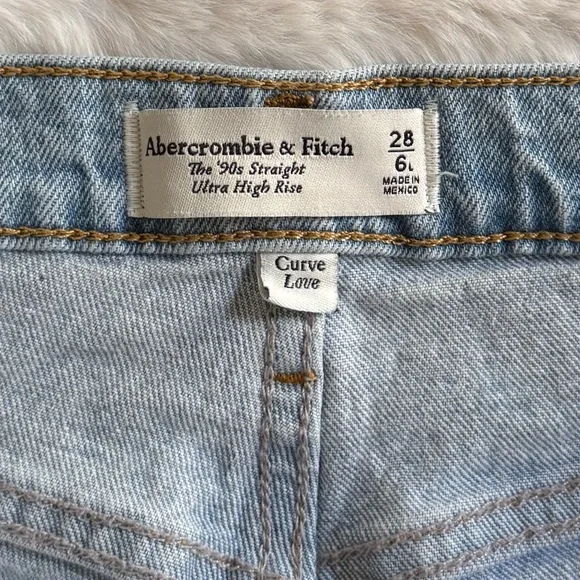 Abercrombie & Fitch
The '90s Straight
Ultra High Rise
28
6L
MADE IN
MEXICO
Curve
Love